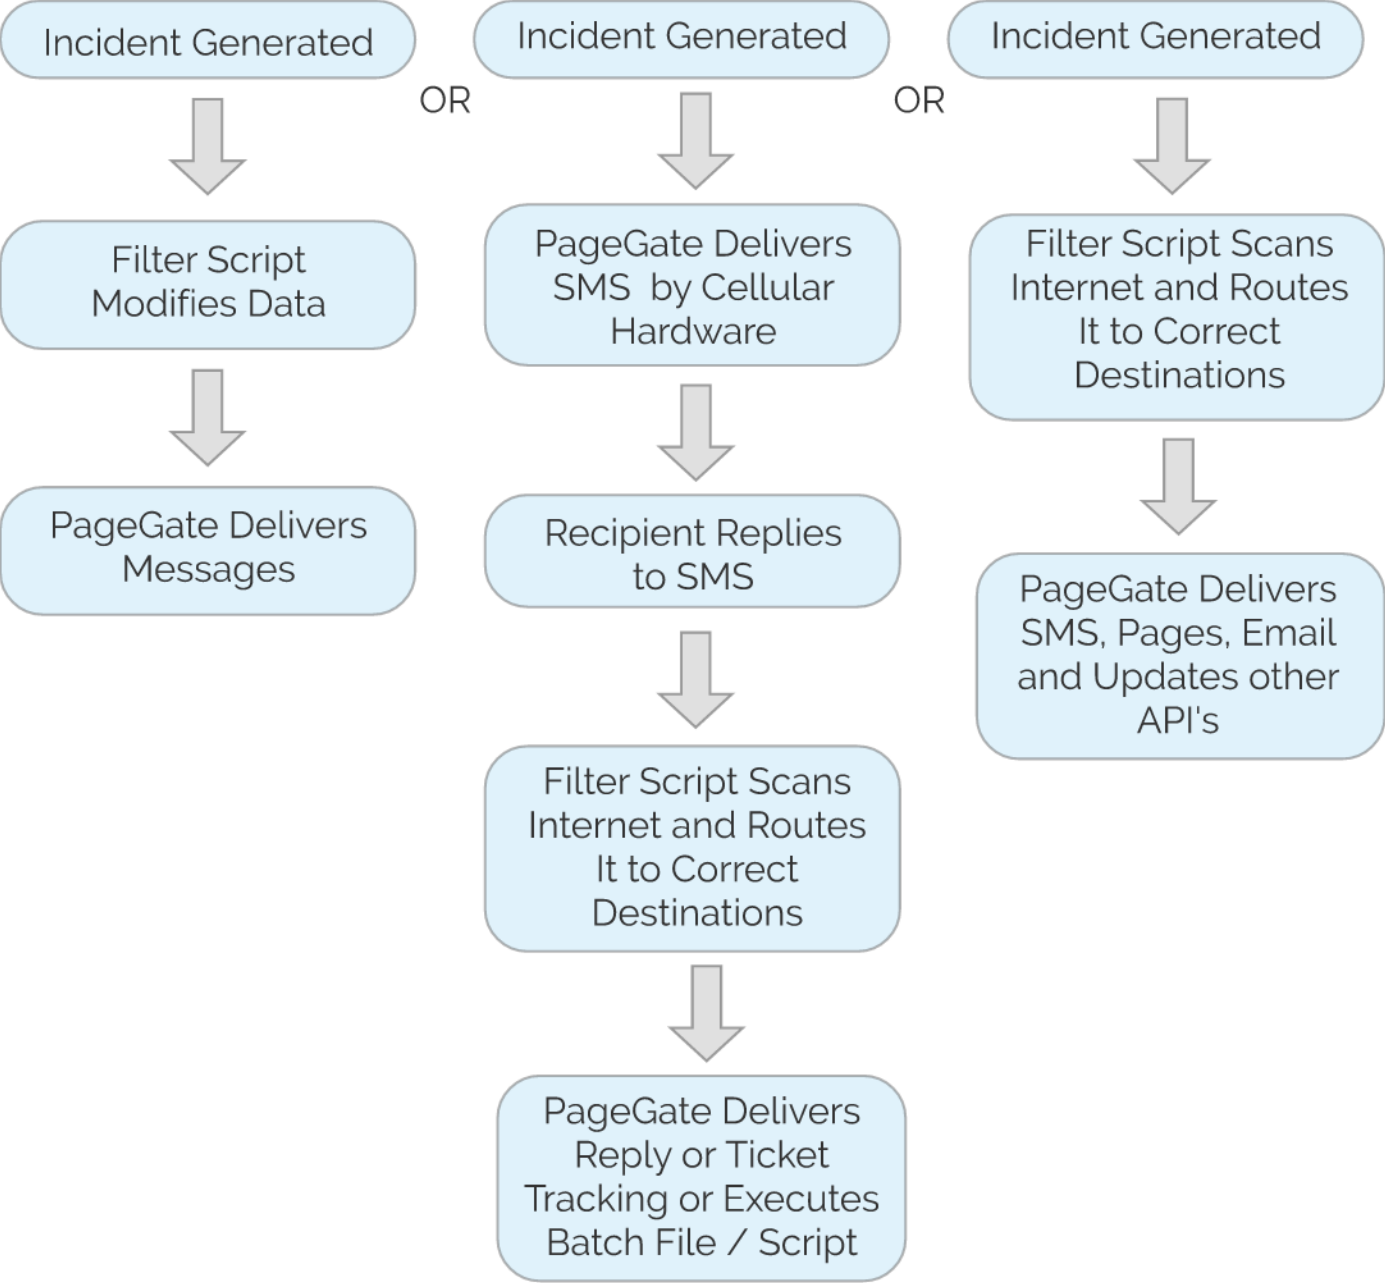 Incident Generated
OR
Incident Generated
OR
Incident Generated
Filter Script
Modifies Data
PageGate Delivers
Messages
PageGate Delivers
SMS by Cellular
Hardware
Recipient Replies
to SMS
Filter Script Scans
Internet and Routes
It to Correct
Destinations
PageGate Delivers
Reply or Ticket
Tracking or Executes
Batch File / Script
Filter Script Scans
Internet and Routes
It to Correct
Destinations
PageGate Delivers
SMS, Pages, Email
and Updates other
API's